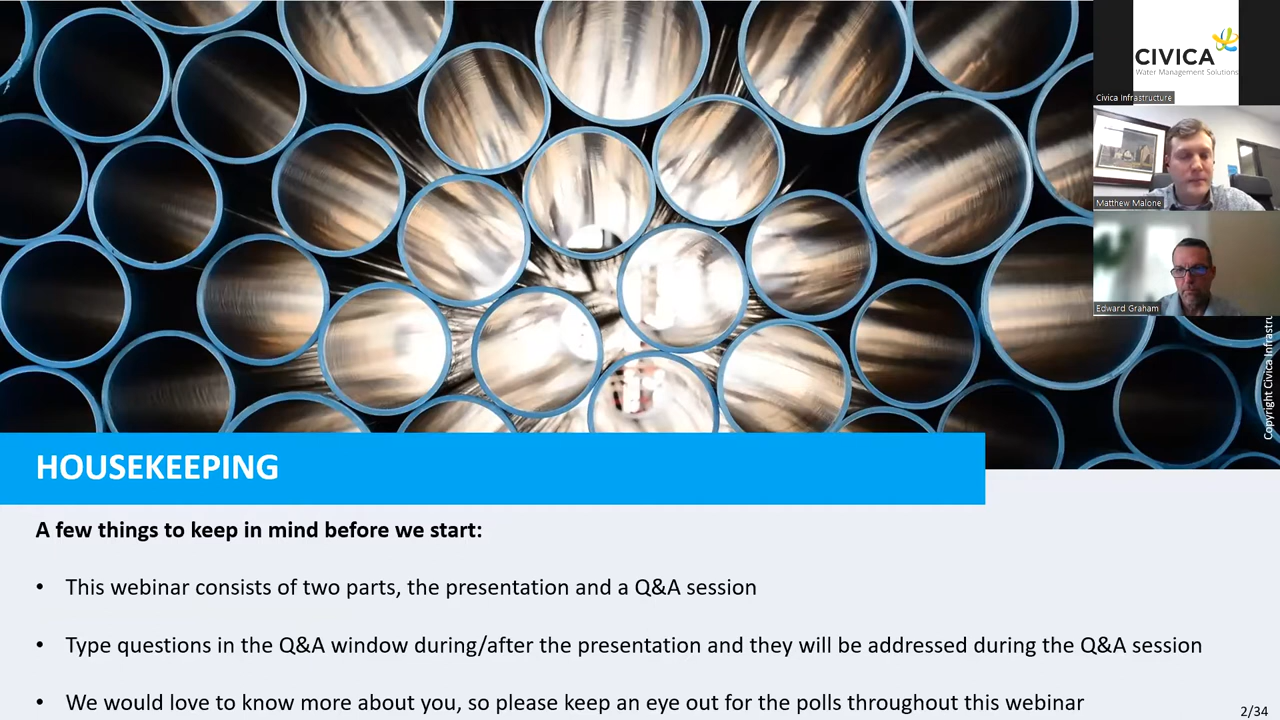 CIVICA
Water Management Solutions
Civica Infrastructure
Matthew Malone
Edward Graham
Copyright Civica Infrastru
HOUSEKEEPING
A few things to keep in mind before we start:
• This webinar consists of two parts, the presentation and a Q&A session
• Type questions in the Q&A window during/after the presentation and they will be addressed during the Q&A session
• We would love to know more about you, so please keep an eye out for the polls throughout this webinar
2/34